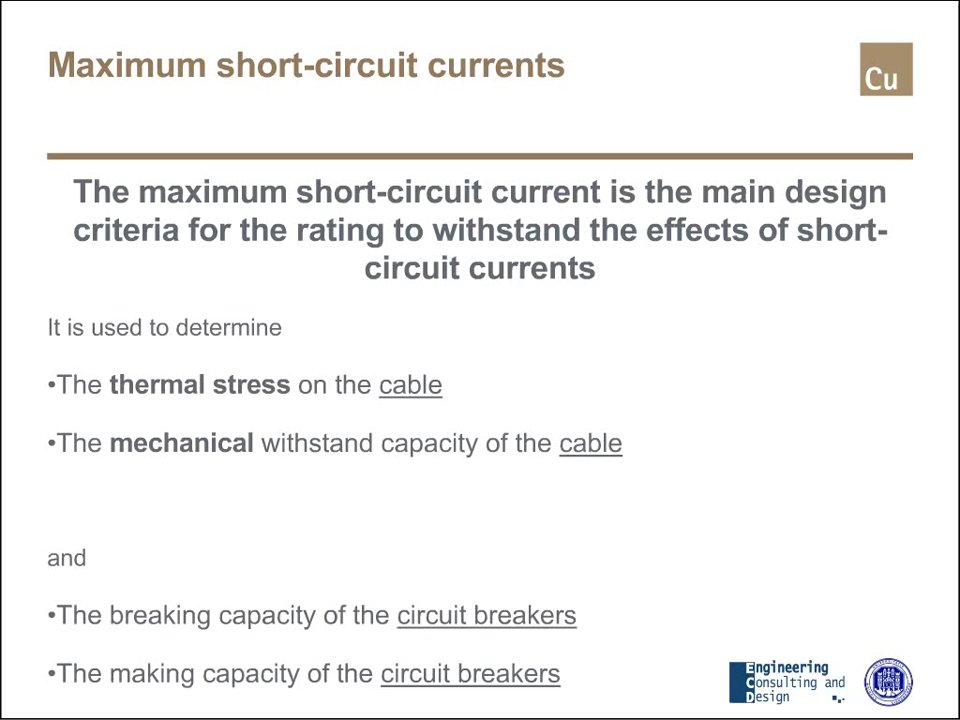 Maximum short-circuit currents
Cu
The maximum short-circuit current is the main design
criteria for the rating to withstand the effects of short-
circuit currents
It is used to determine
•The thermal stress on the cable
•The mechanical withstand capacity of the cable
and
•The breaking capacity of the circuit breakers
•The making capacity of the circuit breakers
Engineering
Consulting and
Design